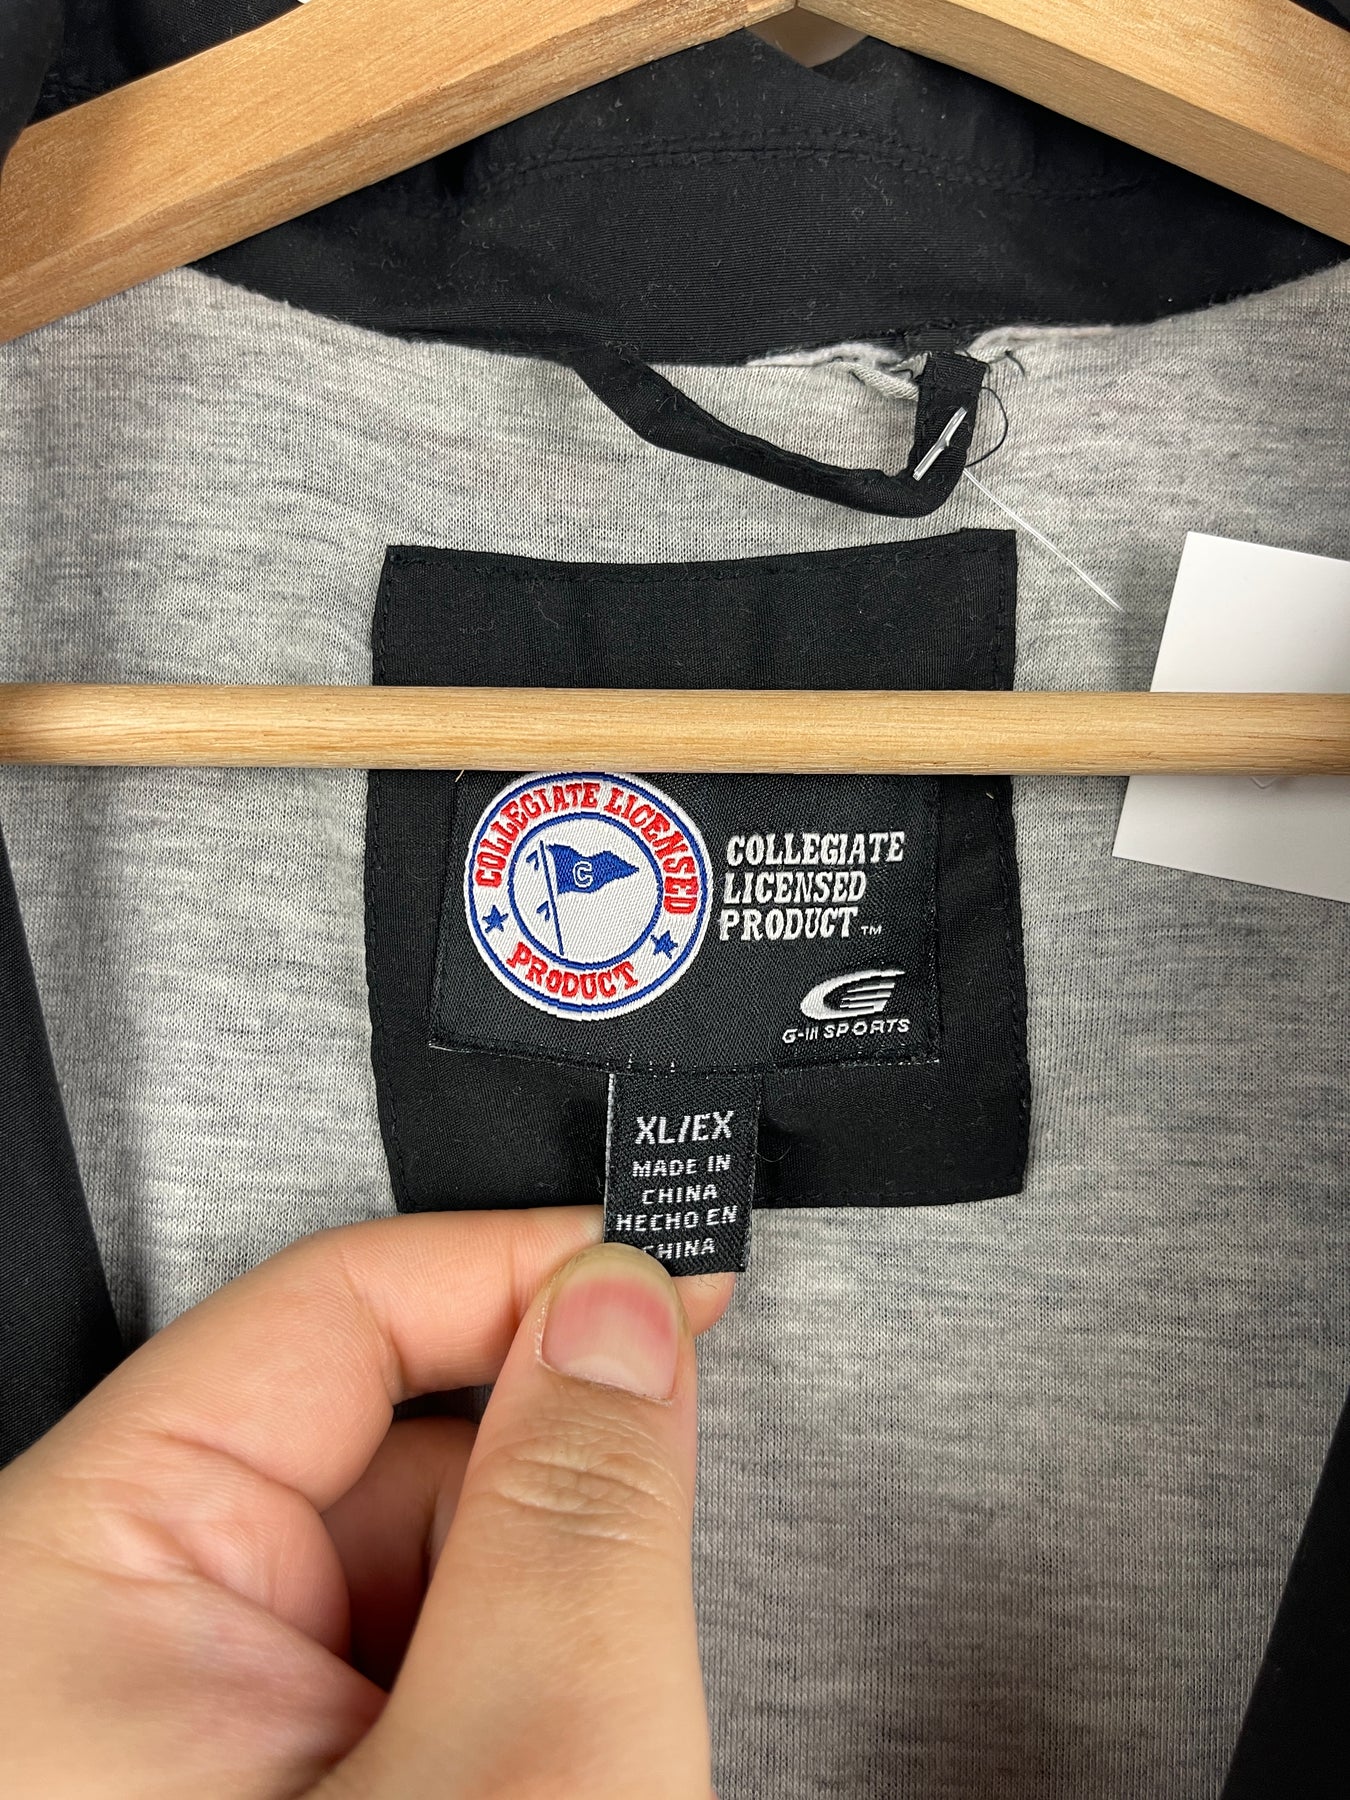 COLLEGIATE LICENSED
C
PRODUCT
COLLEGIATE
LICENSED
PRODUCT™
G-III SPORTS
XL/EX
MADE IN
CHINA
HECHO EN
CHINA